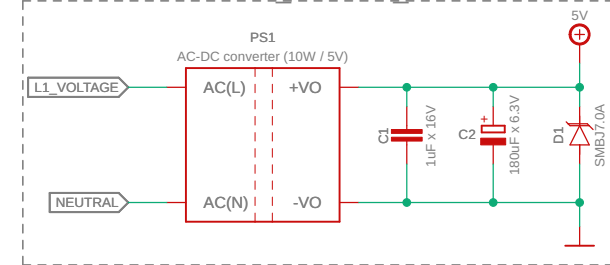 5V
PS1
AC-DC converter (10W / 5V)
L1_VOLTAGE
AC(L)
+VO
C1
1uF x 16V
+
C2
180uF x 6.3V
D1
SMBJ7.0A
NEUTRAL
AC(N)
-VO